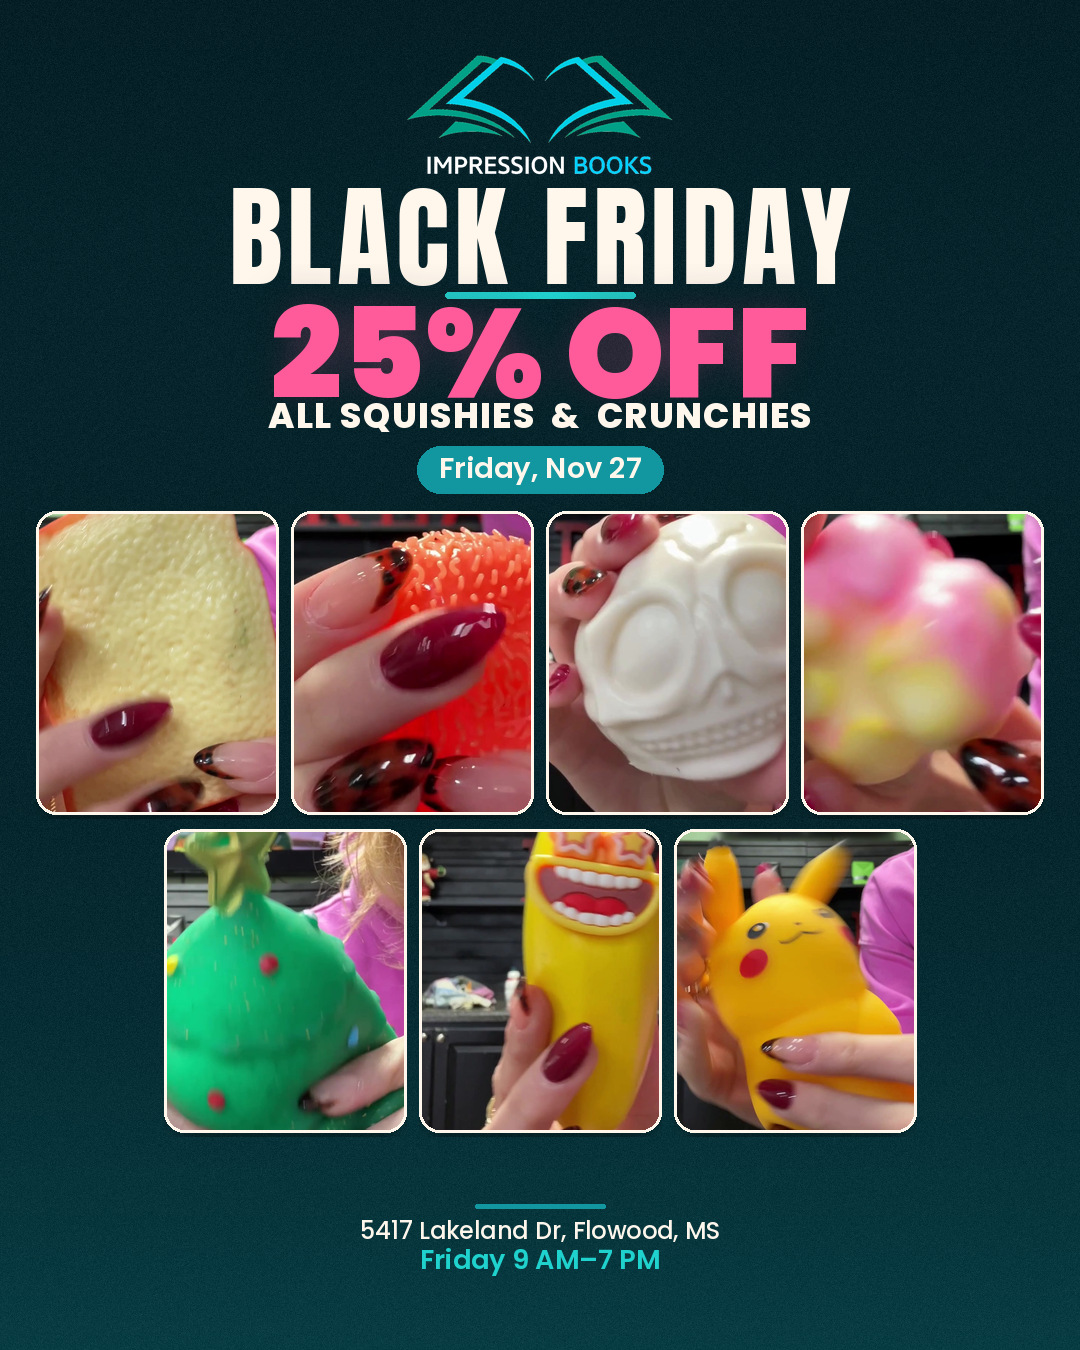 IMPRESSION BOOKS
BLACK FRIDAY
25% OFF
ALL SQUISHIES & CRUNCHIES
Friday, Nov 27
5417 Lakeland Dr, Flowood, MS
Friday 9 AM–7 PM